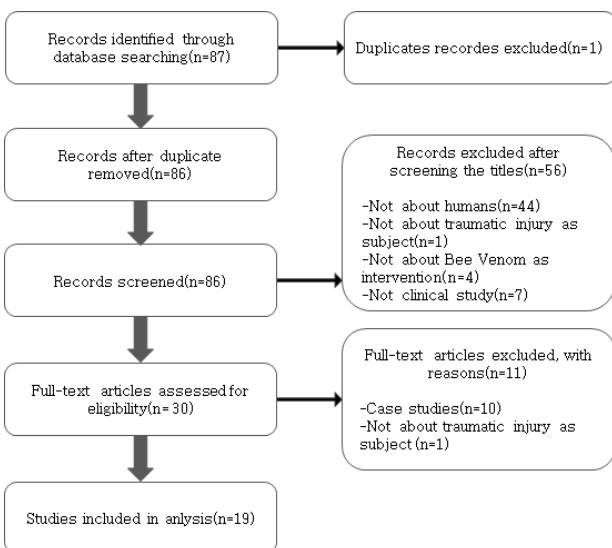 Records identified through
database searching(n=87)
Duplicates recordes excluded(n=1)
Records after duplicate
removed(n=86)
Records excluded after
screening the titles(n=56)
-Not about humans(n=44)
-Not about traumatic injury as
subject(n=1)
-Not about Bee Venom as
intervention(n=4)
-Not clinical study(n=7)
Records screened(n=86)
Full-text articles assessed for
eligibility(n=30)
Full-text articles excluded, with
reasons(n=11)
-Case studies(n=10)
-Not about traumatic injury as
subject (n=1)
Studies included in anlysis(n=19)